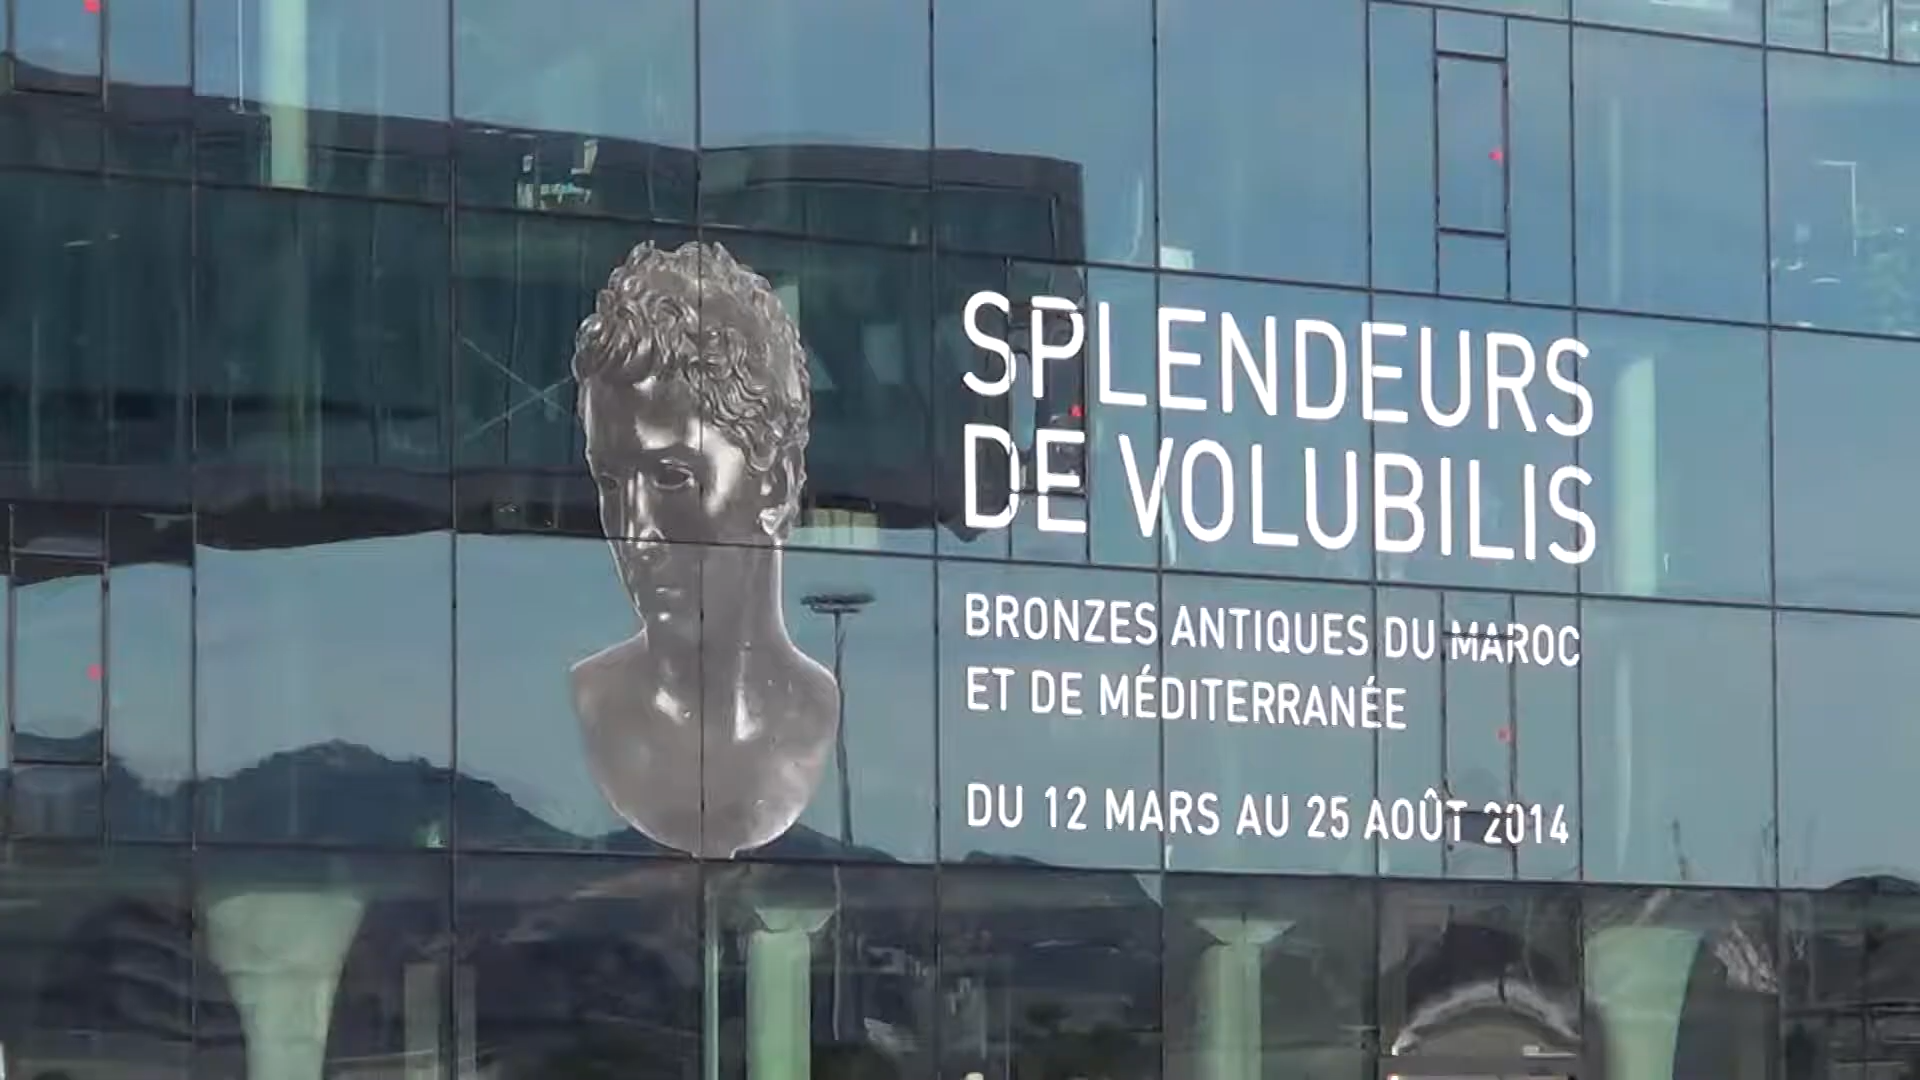 SPLENDEURS
DE VOLUBILIS
BRONZES ANTIQUES DU MAROC
ET DE MÉDITERRANÉE
DU 12 MARS AU 25 AOÛT 2014